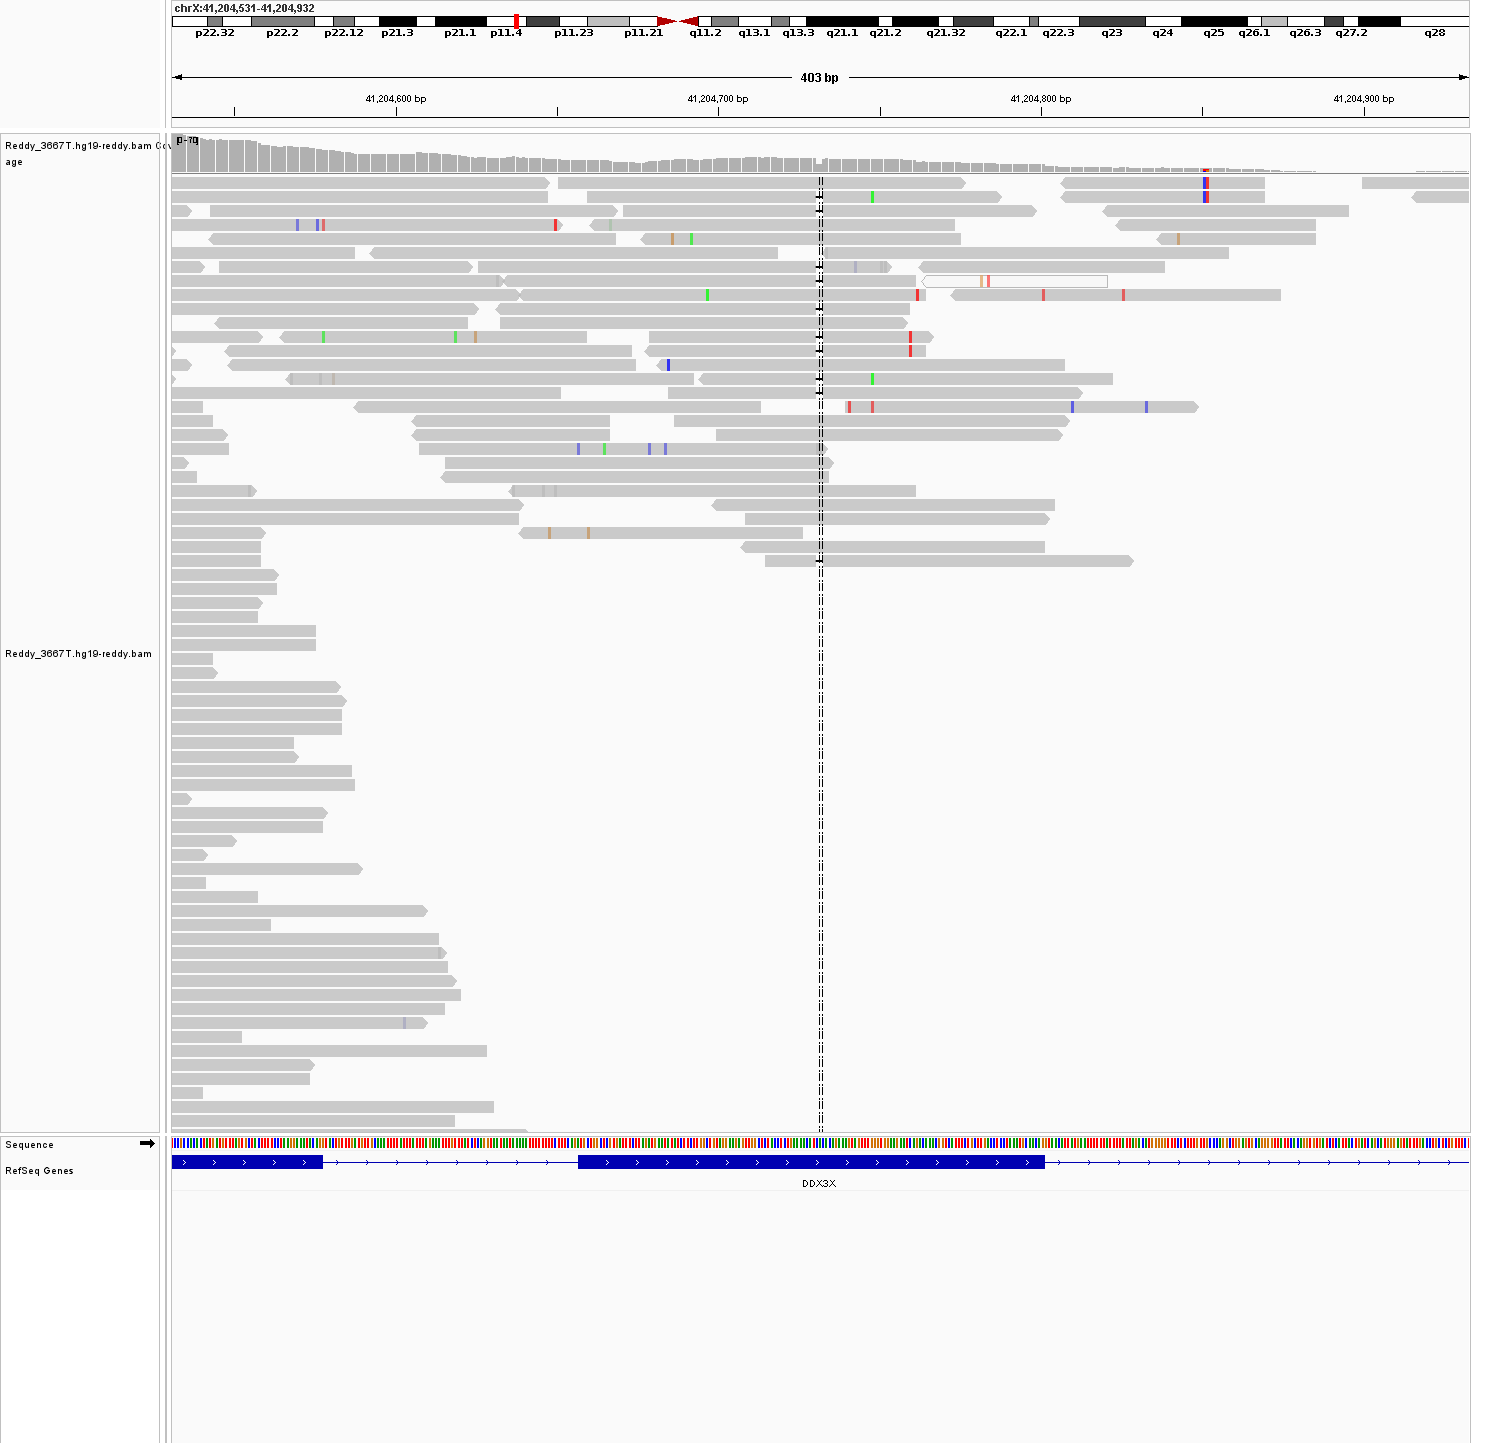 chrX:41,204,531-41,204,932
p22.32 p22.2 p22.12 p21.3 p21.1 p11.4 p11.23 p11.21 q11.2 q13.1 q13.3 q21.1 q21.2 q21.32 q22.1 q22.3 q23 q24 q25 q26.1 q26.3 q27.2 q28
403 bp
41,204,600 bp 41,204,700 bp 41,204,800 bp 41,204,900 bp
Reddy_3667T.hg19-reddy.bam Cov
age
Reddy_3667T.hg19-reddy.bam
Sequence
RefSeq Genes
DDX3X